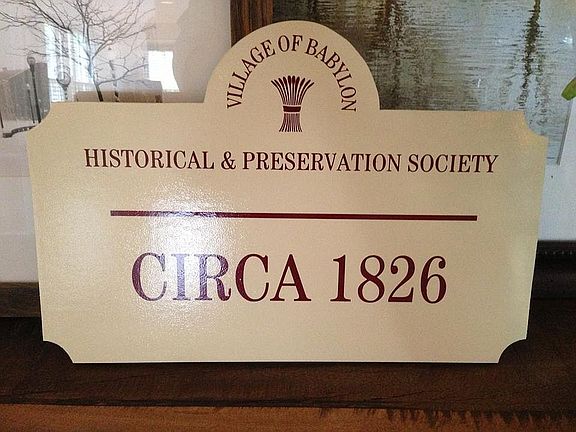 VILLAGE OF BABYLON
HISTORICAL & PRESERVATION SOCIETY
CIRCA 1826